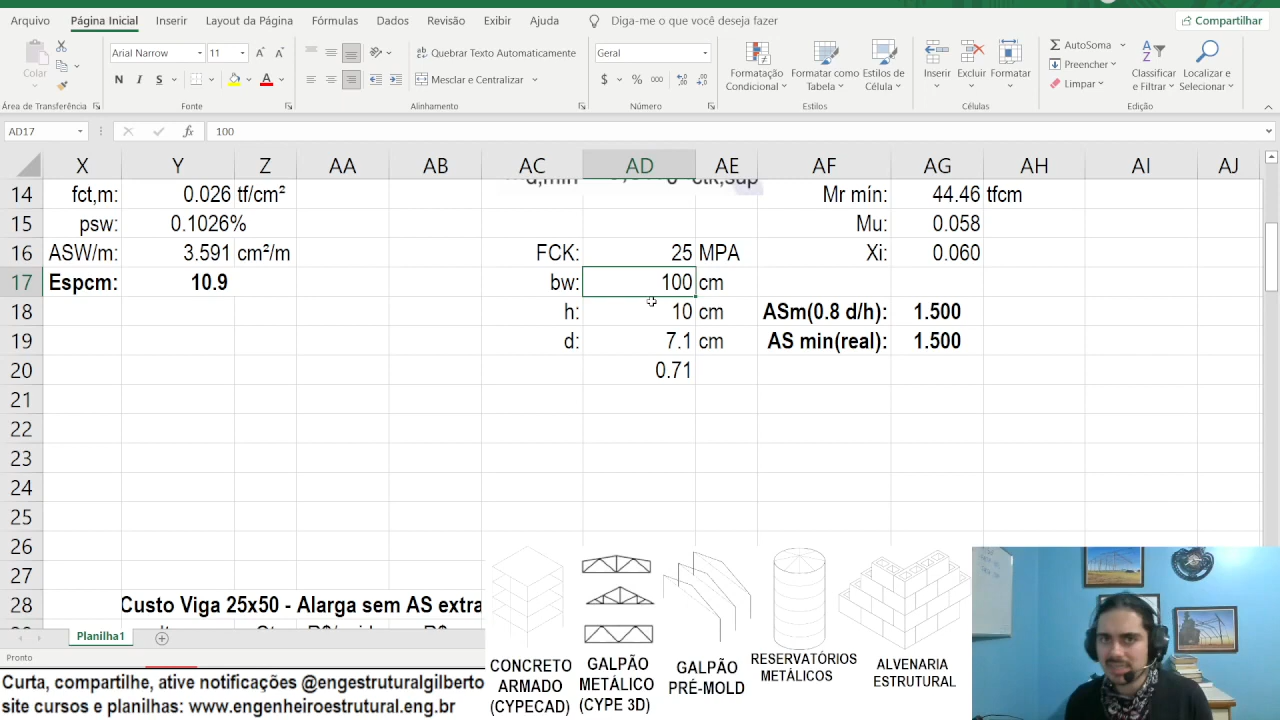 Arquivo Página Inicial Inserir Layout da Página Fórmulas Dados Revisão Exibir Ajuda Diga-me o que você deseja fazer Compartilhar
Colar
Arial Narrow 11
N I S
Quebrar Texto Automaticamente
Mesclar e Centralizar
Geral
$ % 000
Formatação Condicional
Formatar como Tabela
Estilos de Célula
Inserir Excluir Formatar
AutoSoma
Preencher
Limpar
Classificar e Filtrar
Localizar e Selecionar
Área de Transferência Fonte Alinhamento Número Estilos Células Edição
AD17 fx 100
X Y Z AA AB AC AD AE AF AG AH AI AJ
14 fct,m: 0.026 tf/cm² Mr mín: 44.46 tfcm
15 psw: 0.1026% Mu: 0.058
16 ASW/m: 3.591 cm²/m FCK: 25 MPA Xi: 0.060
17 Espcm: 10.9 bw: 100 cm
18 h: 10 cm ASm(0.8 d/h): 1.500
19 d: 7.1 cm AS min(real): 1.500
20 0.71
21
22
23
24
25
26
27
28 Custo Viga 25x50 - Alarga sem AS extra
Planilha1
Pronto
CONCRETO ARMADO (CYPECAD)
GALPÃO METÁLICO (CYPE 3D)
GALPÃO PRÉ-MOLD
RESERVATÓRIOS METÁLICOS
ALVENARIA ESTRUTURAL
Curta, compartilhe, ative notificações @engestruturalgilberto
site cursos e planilhas: www.engenheiroestrutural.eng.br